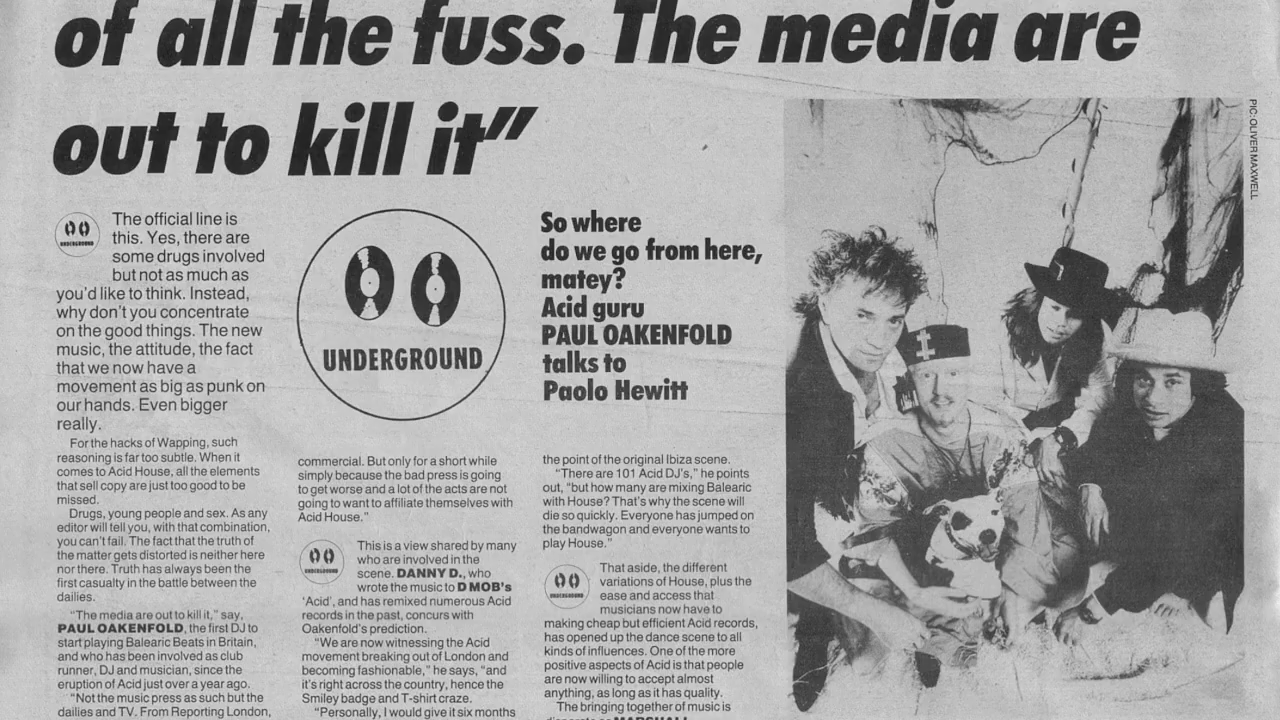 of all the fuss. The media are
out to kill it”
PIC: OLIVER MAXWELL
UNDERGROUND
The official line is
this. Yes, there are
some drugs involved
but not as much as
you'd like to think. Instead,
why don't you concentrate
on the good things. The new
music, the attitude, the fact
that we now have a
movement as big as punk on
our hands. Even bigger
really.
For the hacks of Wapping, such
reasoning is far too subtle. When it
comes to Acid House, all the elements
that sell copy are just too good to be
missed.
Drugs, young people and sex. As any
editor will tell you, with that combination,
you can't fail. The fact that the truth of
the matter gets distorted is neither here
nor there. Truth has always been the
first casualty in the battle between the
dailies.
“The media are out to kill it,” say,
PAUL OAKENFOLD, the first DJ to
start playing Balearic Beats in Britain,
and who has been involved as club
runner, DJ and musician, since the
eruption of Acid just over a year ago.
“Not the music press as such but the
dailies and TV. From Reporting London,
UNDERGROUND
commercial. But only for a short while
simply because the bad press is going
to get worse and a lot of the acts are not
going to want to affiliate themselves with
Acid House.”
UNDERGROUND
This is a view shared by many
who are involved in the
scene. DANNY D., who
wrote the music to D MOB's
'Acid', and has remixed numerous Acid
records in the past, concurs with
Oakenfold's prediction.
“We are now witnessing the Acid
movement breaking out of London and
becoming fashionable,” he says, “and
it's right across the country, hence the
Smiley badge and T-shirt craze.
“Personally, I would give it six months
So where
do we go from here,
matey?
Acid guru
PAUL OAKENFOLD
talks to
Paolo Hewitt
the point of the original Ibiza scene.
“There are 101 Acid DJ's,” he points
out, “but how many are mixing Balearic
with House? That's why the scene will
die so quickly. Everyone has jumped on
the bandwagon and everyone wants to
play House.”
UNDERGROUND
That aside, the different
variations of House, plus the
ease and access that
musicians now have to
making cheap but efficient Acid records,
has opened up the dance scene to all
kinds of influences. One of the more
positive aspects of Acid is that people
are now willing to accept almost
anything, as long as it has quality.
The bringing together of music is